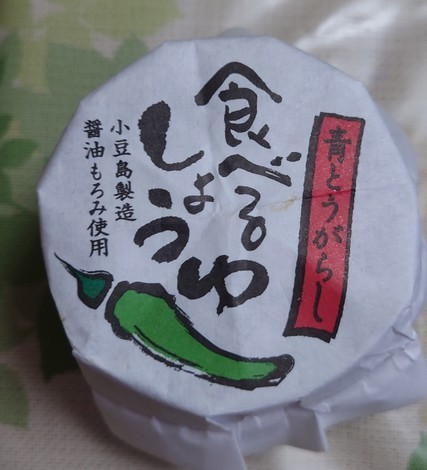 青とうがらし
食べる
しょうゆ
小豆島製造
醤油もろみ使用